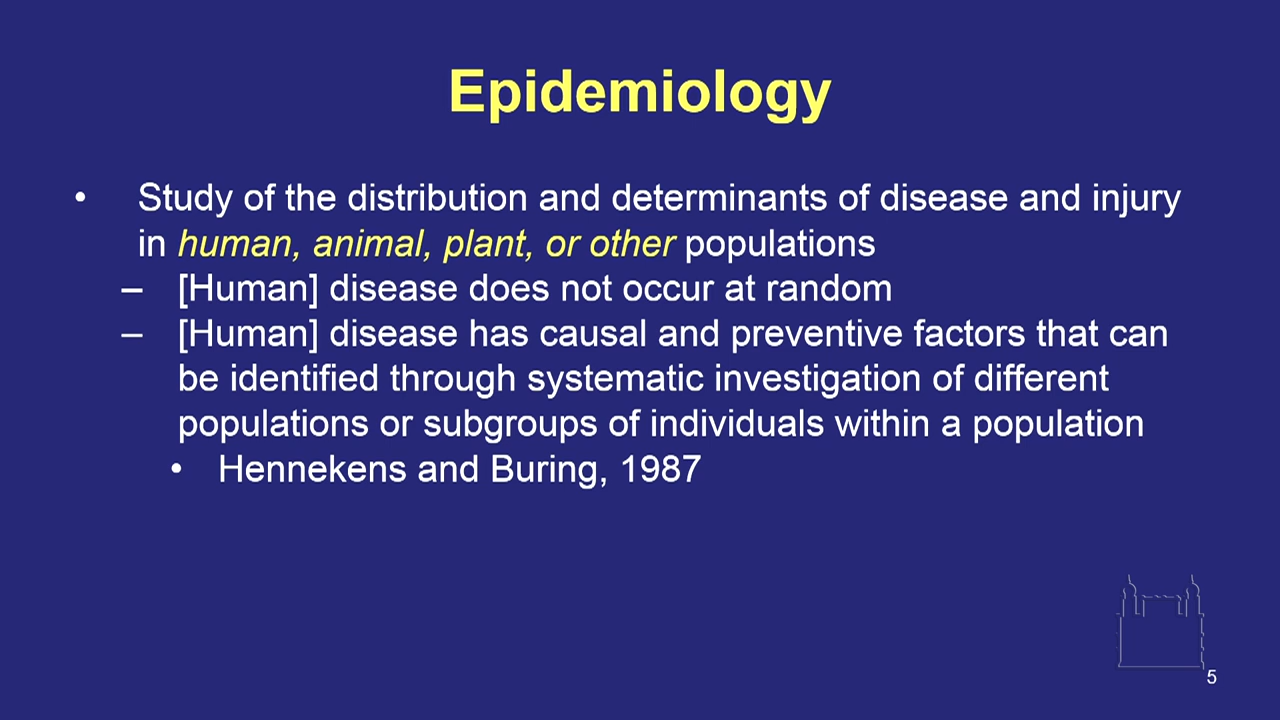 Epidemiology
• Study of the distribution and determinants of disease and injury
in human, animal, plant, or other populations
– [Human] disease does not occur at random
– [Human] disease has causal and preventive factors that can
be identified through systematic investigation of different
populations or subgroups of individuals within a population
• Hennekens and Buring, 1987
5